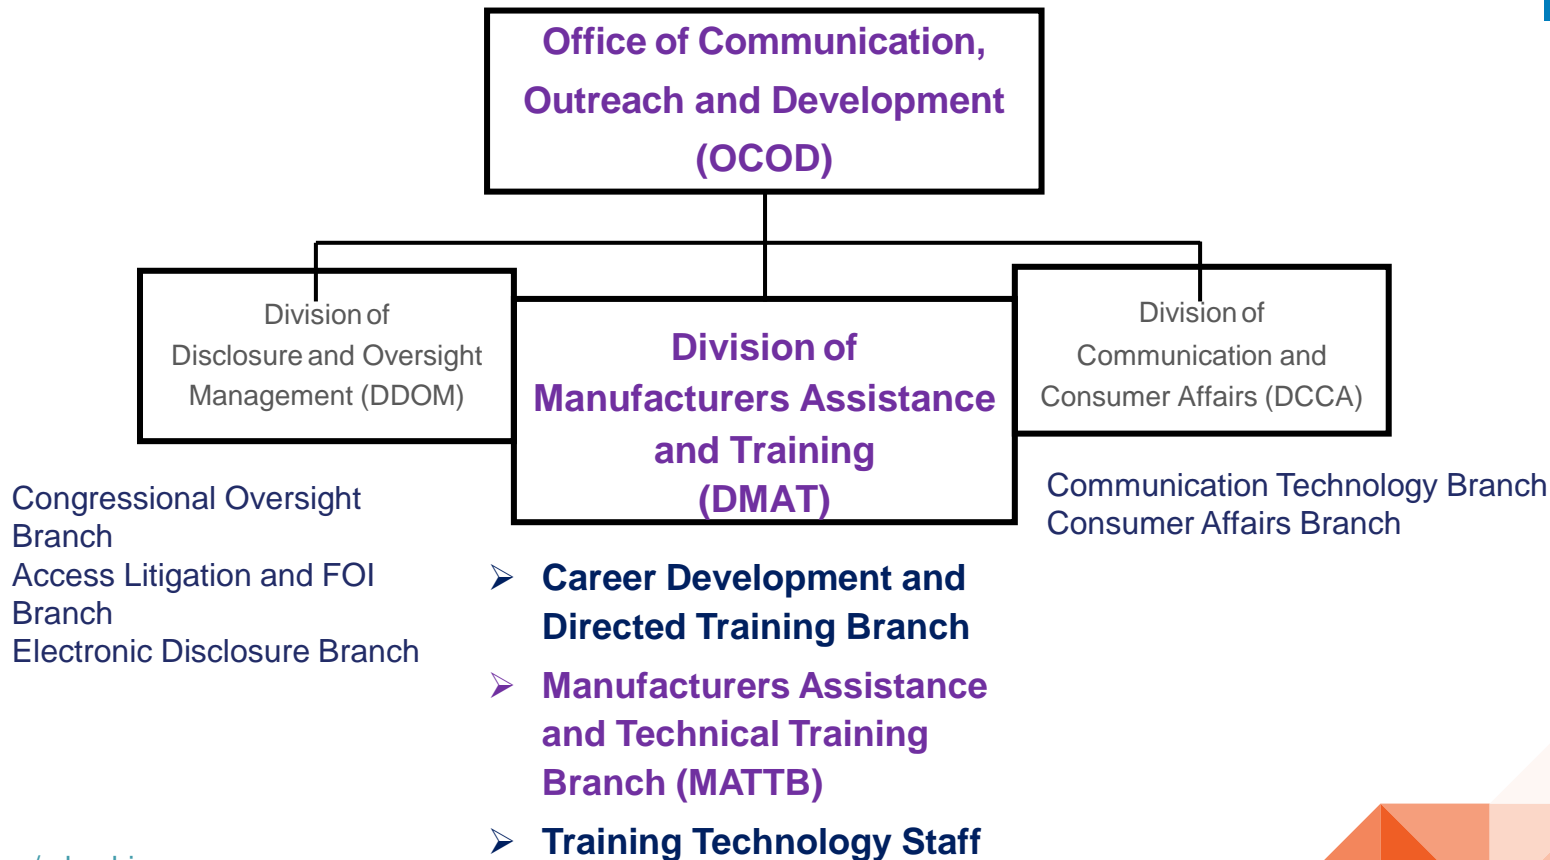 Office of Communication,
Outreach and Development
(OCOD)
Division of
Disclosure and Oversight
Management (DDOM)
Division of
Manufacturers Assistance
and Training
(DMAT)
Division of
Communication and
Consumer Affairs (DCCA)
Congressional Oversight
Branch
Access Litigation and FOI
Branch
Electronic Disclosure Branch
➢ Career Development and
Directed Training Branch
➢ Manufacturers Assistance
and Technical Training
Branch (MATTB)
➢ Training Technology Staff
Communication Technology Branch
Consumer Affairs Branch